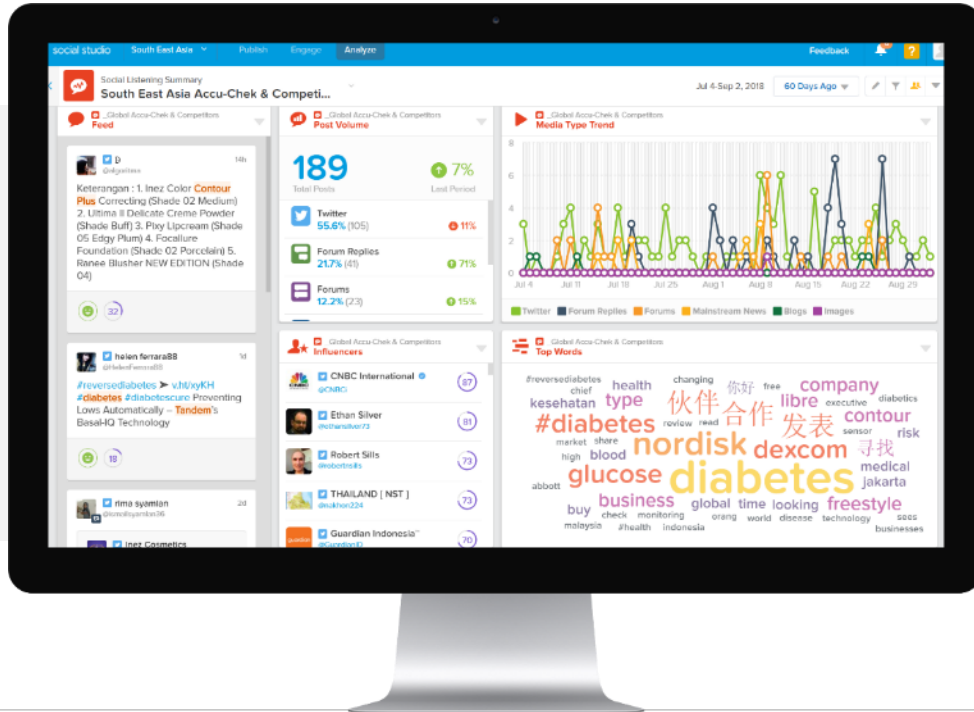 social studio
South East Asia
Publish
Engage
Analyze
Feedback
?
Social Listening Summary
South East Asia Accu-Chek & Competi...
Jul 4-Sep 2, 2018
60 Days Ago
_Global Accu-Chek & Competitors
Feed
D
14h
Keterangan : 1. Inez Color Contour
Plus Correcting (Shade 02 Medium)
2. Ultima II Delicate Creme Powder
(Shade Buff) 3. Pixy Lipcream (Shade
05 Edgy Plum) 4. Focallure
Foundation (Shade 02 Porcelain) 5.
Ranee Blusher NEW EDITION (Shade
04)
32
helen ferrara88
1d
@HelenFerrara88
#reversediabetes ➤ v.ht/xyKH
#diabetes #diabetescure Preventing
Lows Automatically – Tandem's
Basal-IQ Technology
18
rima syamian
2d
Inez Cosmetics
_Global Accu-Chek & Competitors
Post Volume
189
Total Posts
7%
Last Period
Twitter
55.6% (105)
11%
Forum Replies
21.7% (41)
71%
Forums
12.2% (23)
15%
_Global Accu-Chek & Competitors
Influencers
CNBC International
@CNBCi
87
Ethan Silver
@ethansilver73
81
Robert Sills
@robertrsills
73
THAILAND [ NST ]
@nakhon224
73
Guardian Indonesia
@GuardianID
70
_Global Accu-Chek & Competitors
Media Type Trend
8
6
4
2
0
Jul 4
Jul 11
Jul 18
Jul 25
Aug 1
Aug 8
Aug 15
Aug 22
Aug 29
Twitter
Forum Replies
Forums
Mainstream News
Blogs
Images
_Global Accu-Chek & Competitors
Top Words
#reversediabetes
changing
chief
health
你好
free
company
kesehatan
type
伙伴
合作
libre
executive
diabetics
#diabetes
review
read
发表
contour
market
share
nordisk
dexcom
sensor
risk
high
blood
寻找
abbott
glucose
diabetes
medical
jakarta
business
global
time
looking
freestyle
buy
check
monitoring
orang
world
disease
technology
sees
malaysia
#health
indonesia
businesses